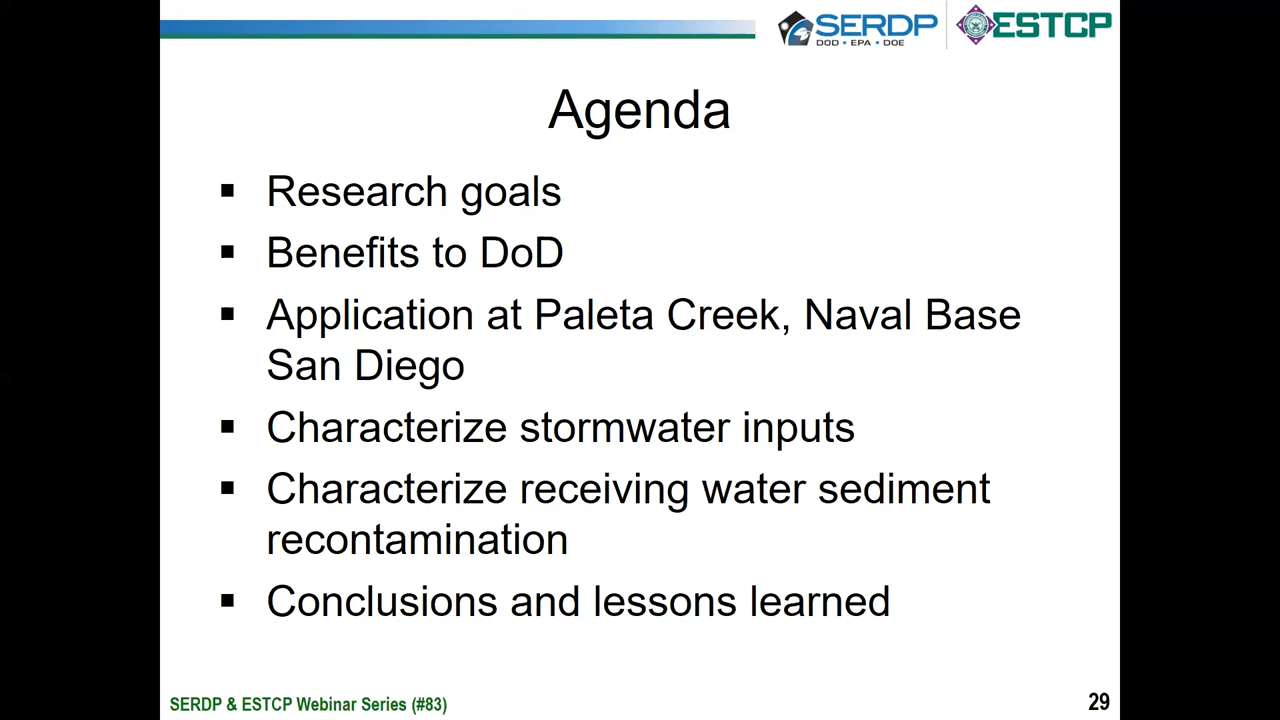 SERDP
DOD • EPA • DOE
ESTCP
Agenda
▪ Research goals
▪ Benefits to DoD
▪ Application at Paleta Creek, Naval Base
San Diego
▪ Characterize stormwater inputs
▪ Characterize receiving water sediment
recontamination
▪ Conclusions and lessons learned
SERDP & ESTCP Webinar Series (#83)
29